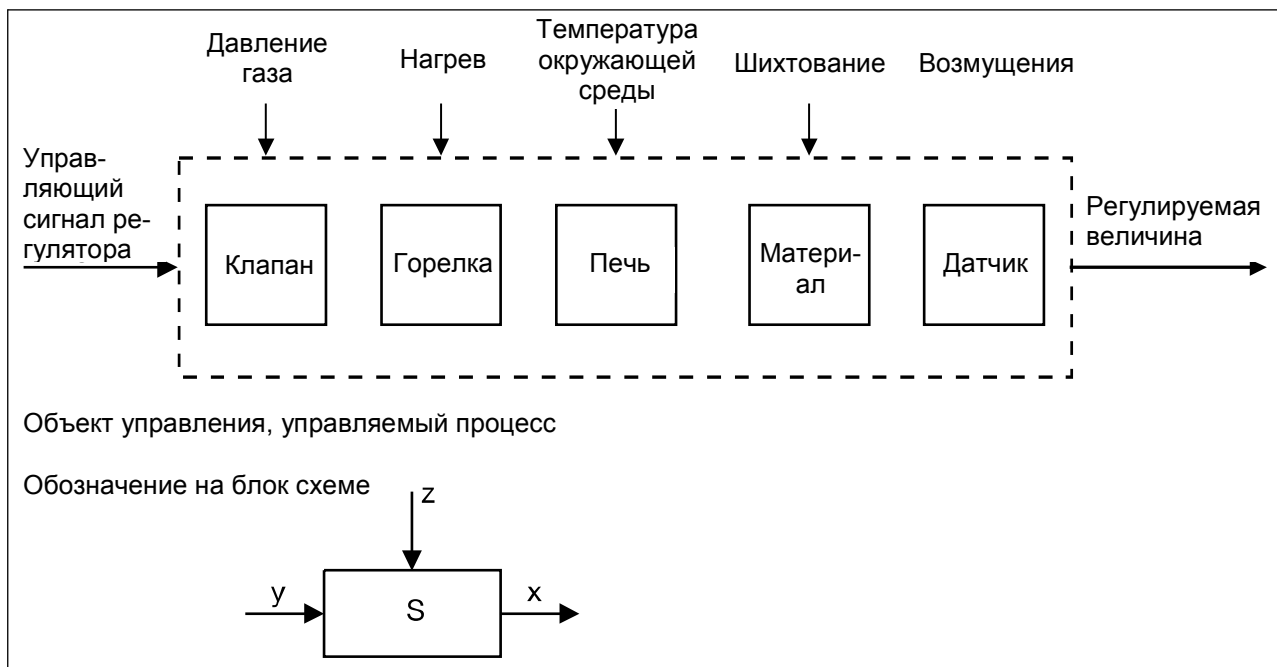 Давление
газа
Нагрев
Температура
окружающей
среды
Шихтование
Возмущения
Управ-
ляющий
сигнал ре-
гулятора
Клапан
Горелка
Печь
Матери-
ал
Датчик
Регулируемая
величина
Объект управления, управляемый процесс
Обозначение на блок схеме
z
y
S
x